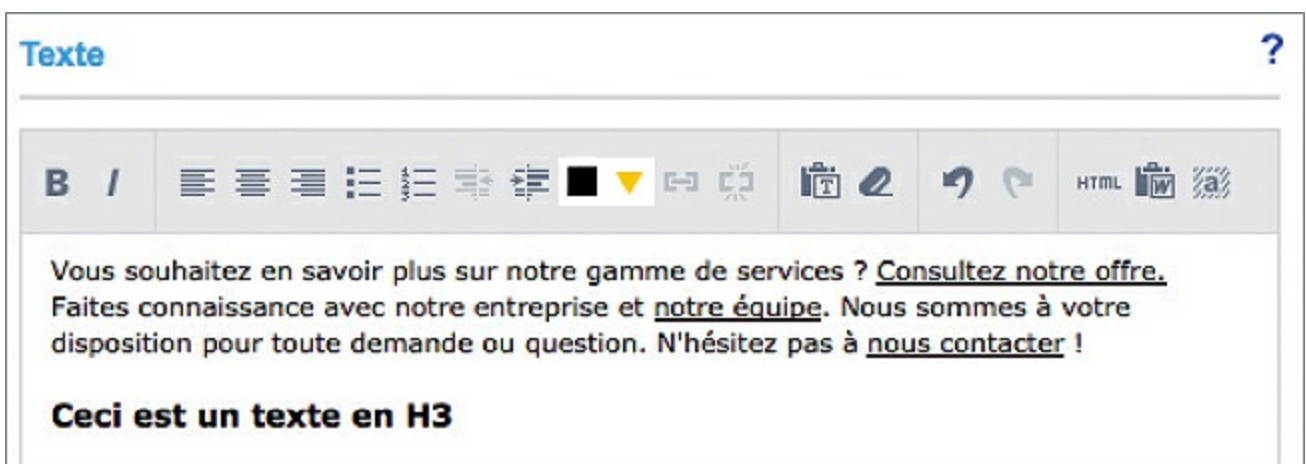 Texte
?
B I T HTML W a
Vous souhaitez en savoir plus sur notre gamme de services ? Consultez notre offre.
Faites connaissance avec notre entreprise et notre équipe. Nous sommes à votre
disposition pour toute demande ou question. N'hésitez pas à nous contacter !
Ceci est un texte en H3